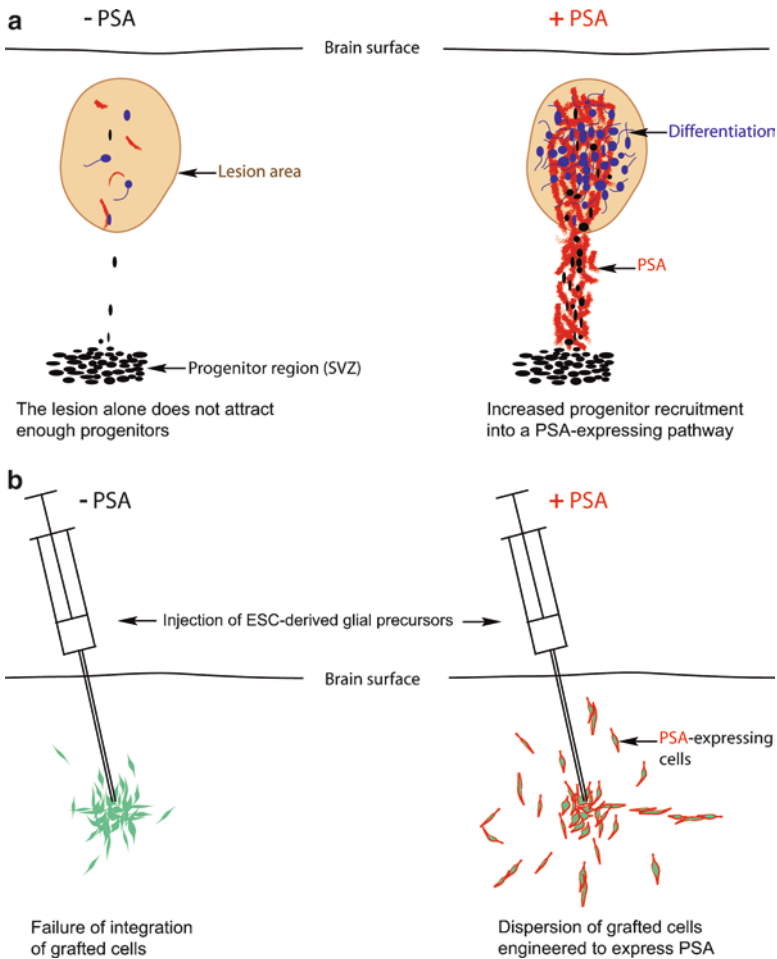 a
- PSA
+ PSA
Brain surface
Differentiation
Lesion area
PSA
Progenitor region (SVZ)
The lesion alone does not attract
enough progenitors
Increased progenitor recruitment
into a PSA-expressing pathway
b
- PSA
+ PSA
Injection of ESC-derived glial precursors
Brain surface
PSA-expressing
cells
Failure of integration
of grafted cells
Dispersion of grafted cells
engineered to express PSA